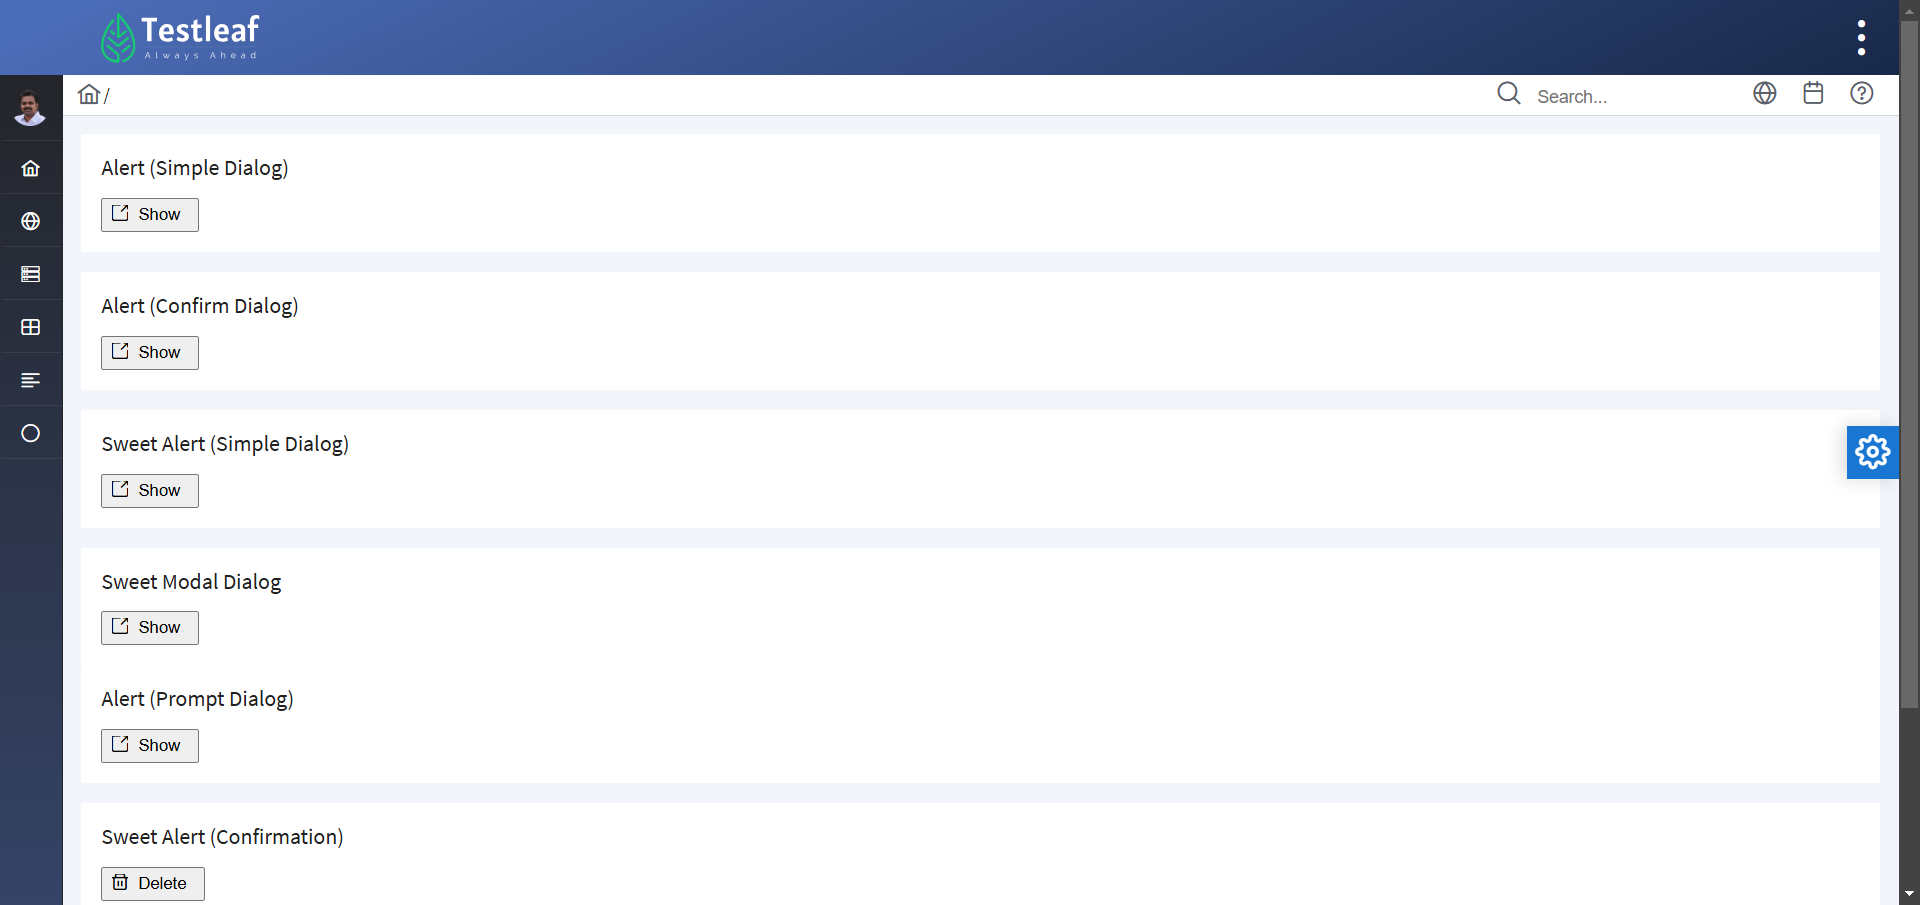 Testleaf
Always Ahead
/
Search...
Alert (Simple Dialog)
Show
Alert (Confirm Dialog)
Show
Sweet Alert (Simple Dialog)
Show
Sweet Modal Dialog
Show
Alert (Prompt Dialog)
Show
Sweet Alert (Confirmation)
Delete